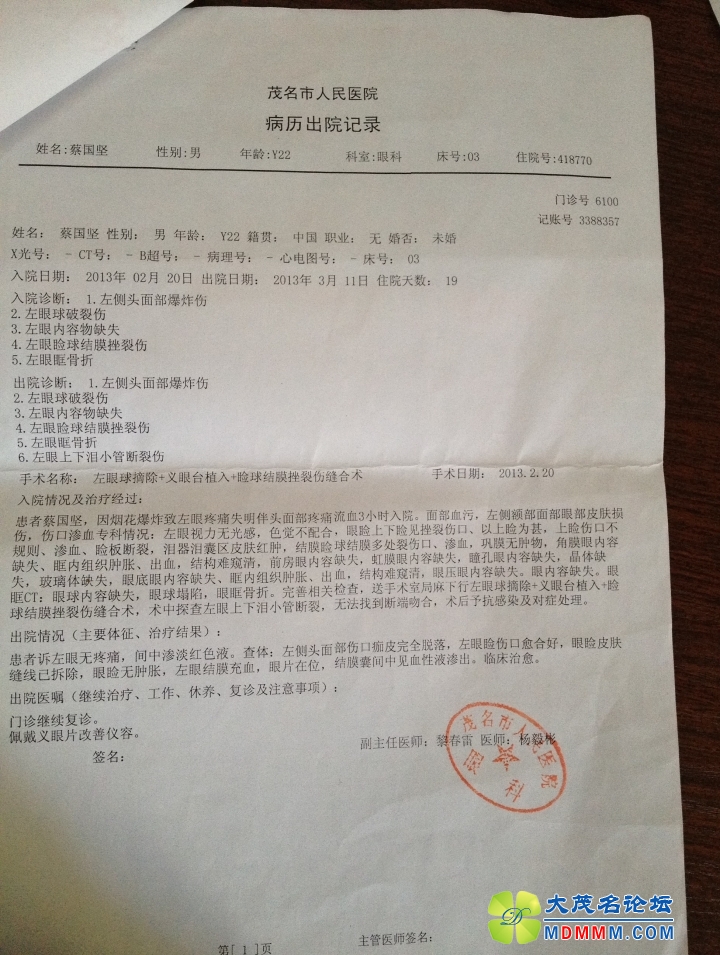 茂名市人民医院
病历出院记录
姓名:蔡国坚 性别:男 年龄:Y22 科室:眼科 床号:03 住院号:418770
门诊号 6100
记账号 3388357
姓名: 蔡国坚 性别: 男 年龄: Y22 籍贯: 中国 职业: 无 婚否: 未婚
X光号: - CT号: - B超号: - 病理号: - 心电图号: - 床号: 03
入院日期: 2013年 02月 20日 出院日期: 2013年 3月 11日 住院天数: 19
入院诊断: 1.左侧头面部爆炸伤
2.左眼球破裂伤
3.左眼内容物缺失
4.左眼睑球结膜挫裂伤
5.左眼眶骨折
出院诊断: 1.左侧头面部爆炸伤
2.左眼球破裂伤
3.左眼内容物缺失
4.左眼睑球结膜挫裂伤
5.左眼眶骨折
6.左眼上下泪小管断裂伤
手术名称: 左眼球摘除+义眼台植入+睑球结膜挫裂伤缝合术 手术日期: 2013.2.20
入院情况及治疗经过:
患者蔡国坚，因烟花爆炸致左眼疼痛失明伴头面部疼痛流血3小时入院。面部血污，左侧额部面部眼部皮肤损
伤，伤口渗血专科情况：左眼视力无光感，色觉不配合，眼睑上下睑见挫裂伤口、以上睑为甚，上睑伤口不
规则、渗血、睑板断裂，泪器泪囊区皮肤红肿，结膜睑球结膜多处裂伤口、渗血，巩膜无肿物，角膜眼内容
缺失、眶内组织肿胀、出血，结构难窥清，前房眼内容缺失，虹膜眼内容缺失，瞳孔眼内容缺失，晶体缺
失，玻璃体缺失，眼底眼内容缺失、眶内组织肿胀、出血，结构难窥清，眼压眼内容缺失。眼内容缺失。眼
眶CT：眼球内容缺失，眼球塌陷，眼眶骨折。完善相关检查，送手术室局麻下行左眼球摘除+义眼台植入+睑
球结膜挫裂伤缝合术，术中探查左眼上下泪小管断裂，无法找到断端吻合，术后予抗感染及对症处理。
出院情况（主要体征、治疗结果）：
患者诉左眼无疼痛，间中渗淡红色液。查体：左侧头面部伤口痂皮完全脱落，左眼睑伤口愈合好，眼睑皮肤
缝线已拆除，眼睑无肿胀，左眼结膜充血，眼片在位，结膜囊间中见血性液渗出。临床治愈。
出院医嘱（继续治疗、工作、休养、复诊及注意事项）：
门诊继续复诊。
佩戴义眼片改善仪容。
副主任医师：黎春雷 医师：杨毅彬
签名：
茂名市人民医院
眼科
主管医师签名：
第[ 1 ]页
大茂名论坛
MDMMM.COM